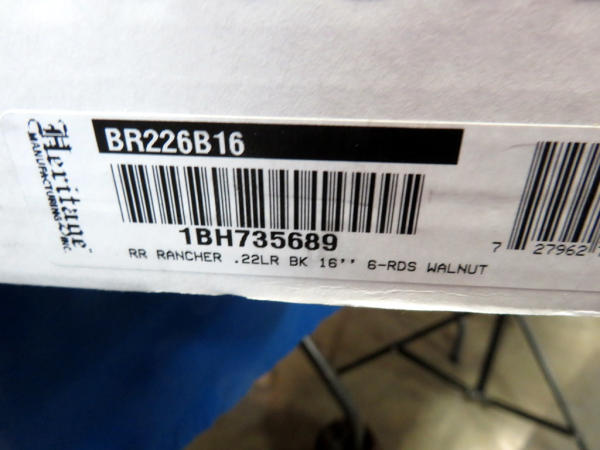 Heritage
MANUFACTURING, INC.
BR226B16
1BH735689
RR RANCHER .22LR BK 16'' 6-RDS WALNUT
7 27962